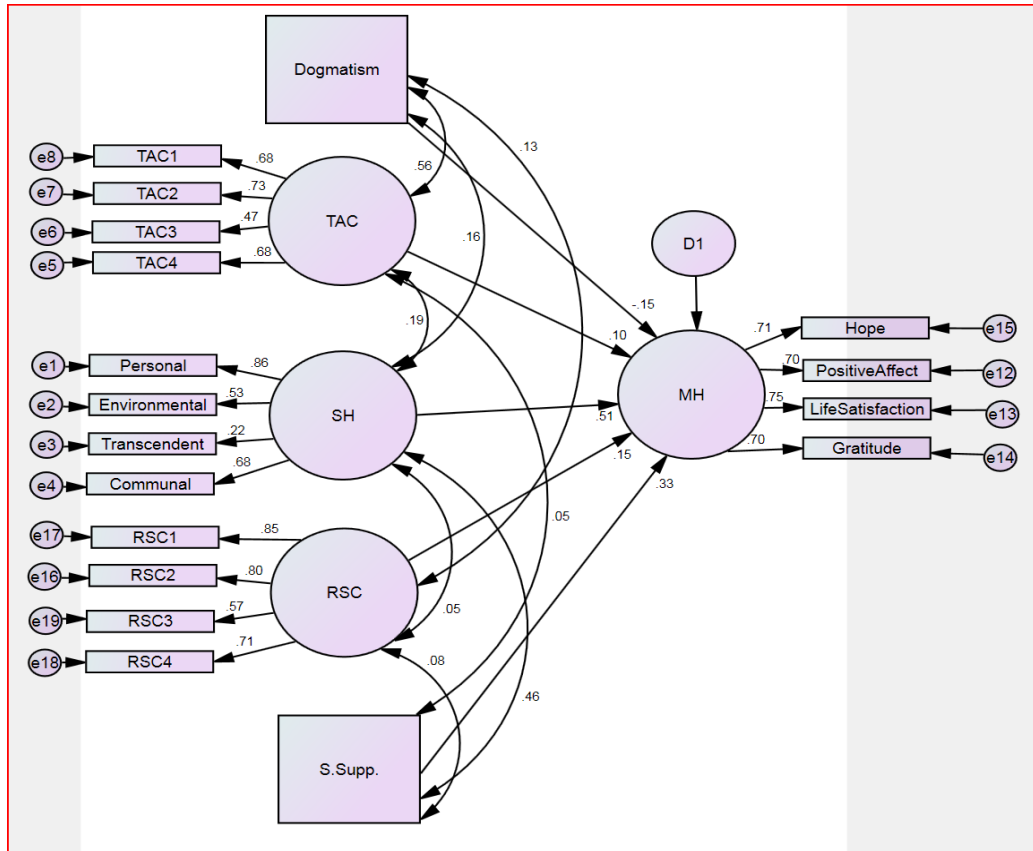 Dogmatism
.13
e8
TAC1
.68
e7
TAC2
.73
TAC
.56
e6
TAC3
.47
e5
TAC4
.68
.16
D1
.19
-.15
.10
.71
Hope
e15
e1
Personal
.86
MH
.70
PositiveAffect
e12
e2
Environmental
.53
SH
.51
.75
LifeSatisfaction
e13
e3
Transcendent
.22
.15
.70
Gratitude
e14
e4
Communal
.68
.33
.05
e17
RSC1
.85
e16
RSC2
.80
RSC
.05
e19
RSC3
.57
e18
RSC4
.71
.08
.46
S.Supp.